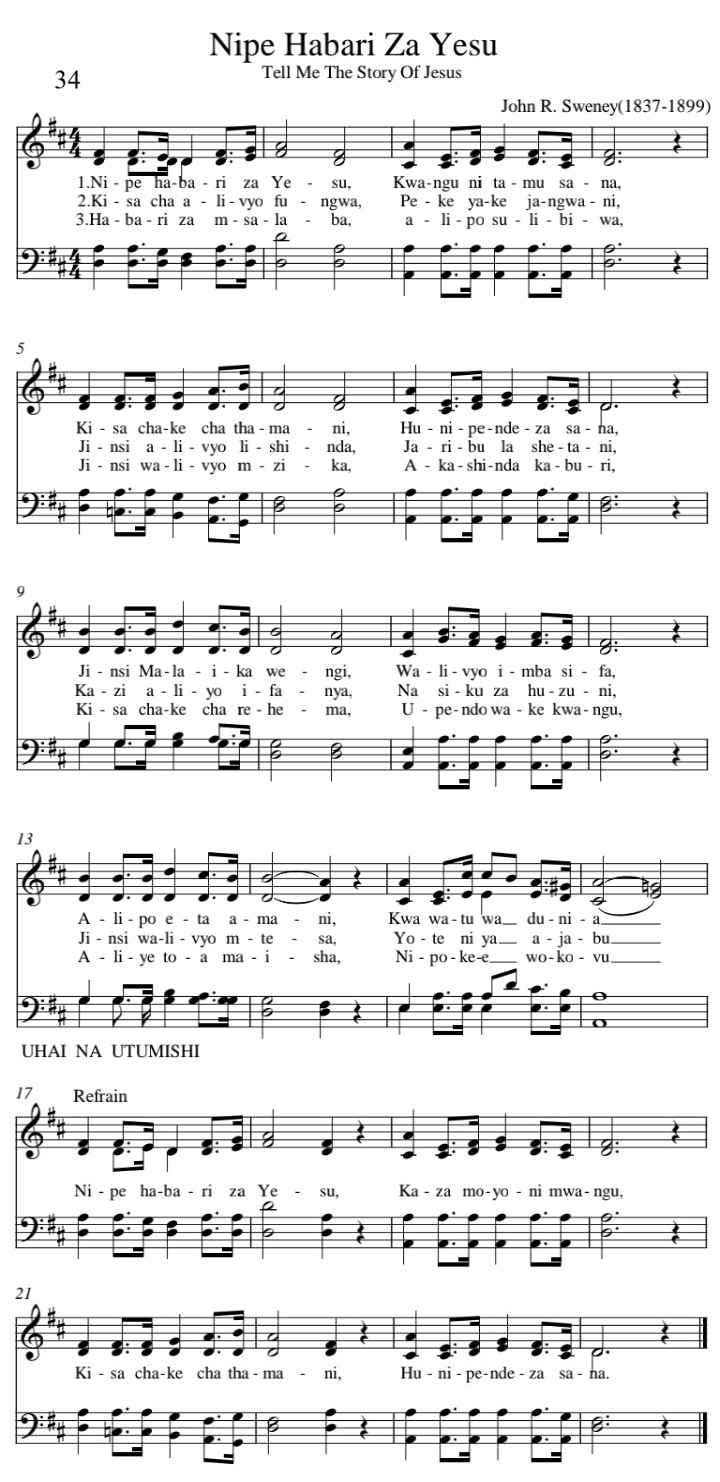 Nipe Habari Za Yesu
Tell Me The Story Of Jesus
34
John R. Sweney(1837-1899)
1.Ni - pe ha-ba - ri za Ye - su, Kwa-ngu ni ta - mu sa - na,
2.Ki - sa cha a - li-vyo fu - ngwa, Pe - ke ya-ke ja-ngwa-ni,
3.Ha - ba - ri za m - sa - la - ba, a - li - po su - li - bi - wa,
5
Ki - sa cha-ke cha tha-ma - ni, Hu - ni - pe-nde - za sa - na,
Ji - nsi a - li-vyo li - shi - nda, Ja - ri - bu la she-ta - ni,
Ji - nsi wa-li-vyo m - zi - ka, A - ka-shi-nda ka-bu - ri,
9
Ji - nsi Ma-la - i - ka we - ngi, Wa - li-vyo i - mba si - fa,
Ka - zi a - li - yo i - fa - nya, Na si - ku za hu-zu - ni,
Ki - sa cha-ke cha re-he - ma, U - pe-ndo wa-ke kwa-ngu,
13
A - li-po e - ta a - ma - ni, Kwa wa-tu wa du-ni - a
Ji - nsi wa-li - vyo m - te - sa, Yo - te ni ya a - ja - bu
A - li-ye to - a ma - i - sha, Ni - po - ke-e wo-ko - vu
UHAI NA UTUMISHI
17
Refrain
Ni - pe ha-ba - ri za Ye - su, Ka - za mo-yo - ni mwa-ngu,
21
Ki - sa cha-ke cha tha-ma - ni, Hu - ni - pe-nde - za sa - na.